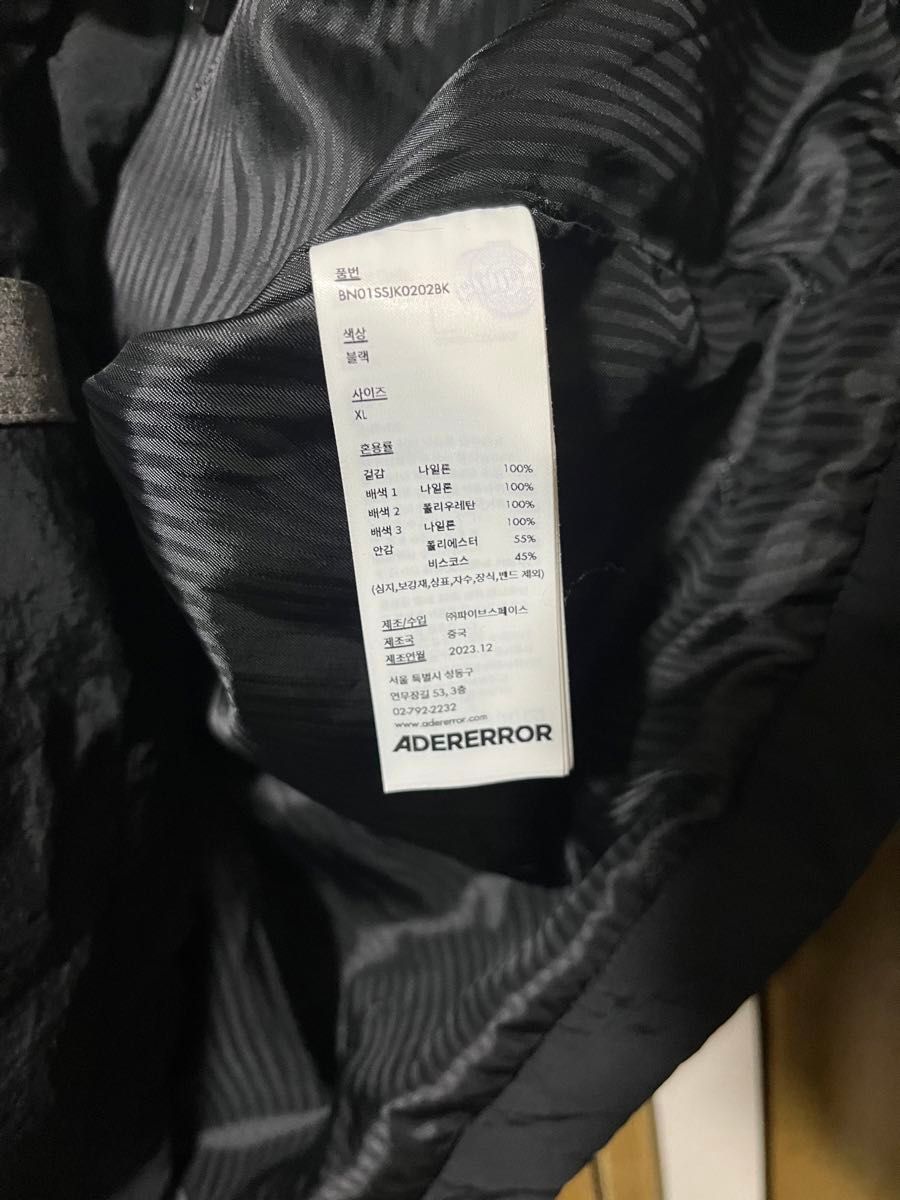 품번
BN01SSJK0202BK
색상
블랙
사이즈
XL
혼용률
겉감 나일론 100%
배색 1 나일론 100%
배색 2 폴리우레탄 100%
배색 3 나일론 100%
안감 폴리에스터 55%
비스코스 45%
(심지,보강재,상표,자수,장식,밴드 제외)
제조/수입 ㈜파이브스페이스
제조국 중국
제조연월 2023.12
서울 특별시 성동구
연무장길 53, 3층
02-792-2232
www.adererror.com
ADERERROR